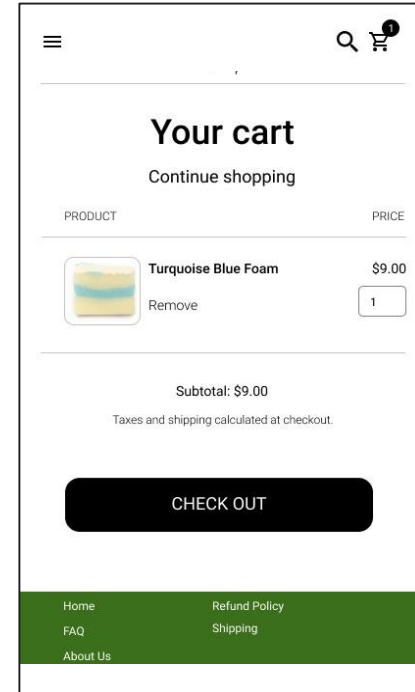 1
Your cart
Continue shopping
PRODUCT PRICE
Turquoise Blue Foam $9.00
Remove 1
Subtotal: $9.00
Taxes and shipping calculated at checkout.
CHECK OUT
Home Refund Policy
FAQ Shipping
About Us